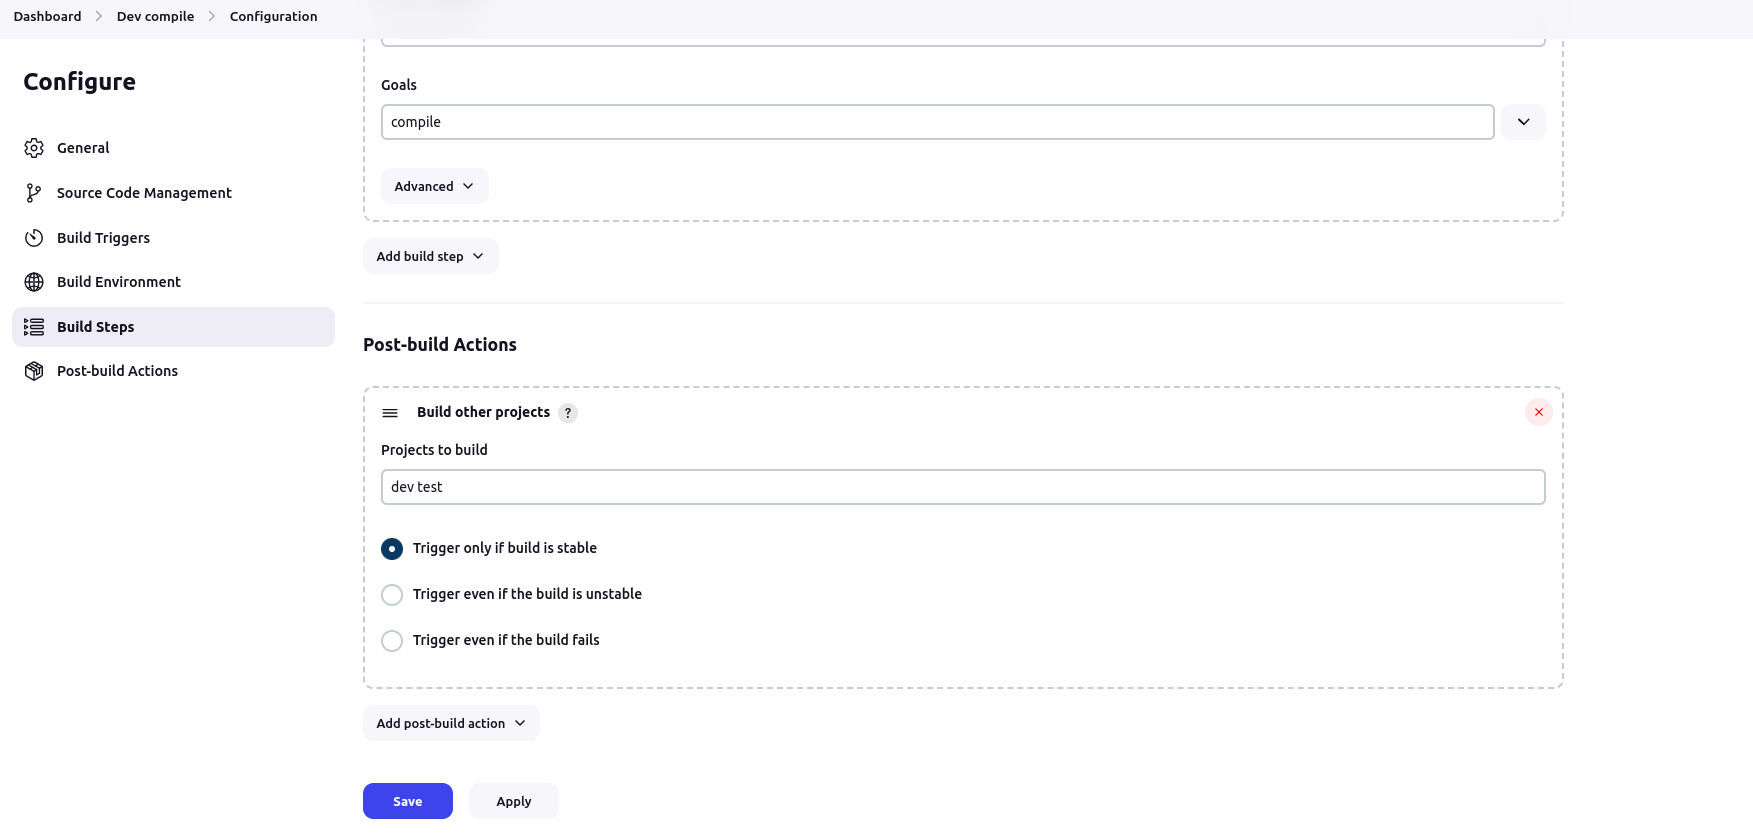 Dashboard > Dev compile > Configuration
Configure
General
Source Code Management
Build Triggers
Build Environment
Build Steps
Post-build Actions
Goals
compile
Advanced
Add build step
Post-build Actions
Build other projects ?
Projects to build
dev test
Trigger only if build is stable
Trigger even if the build is unstable
Trigger even if the build fails
Add post-build action
Save
Apply